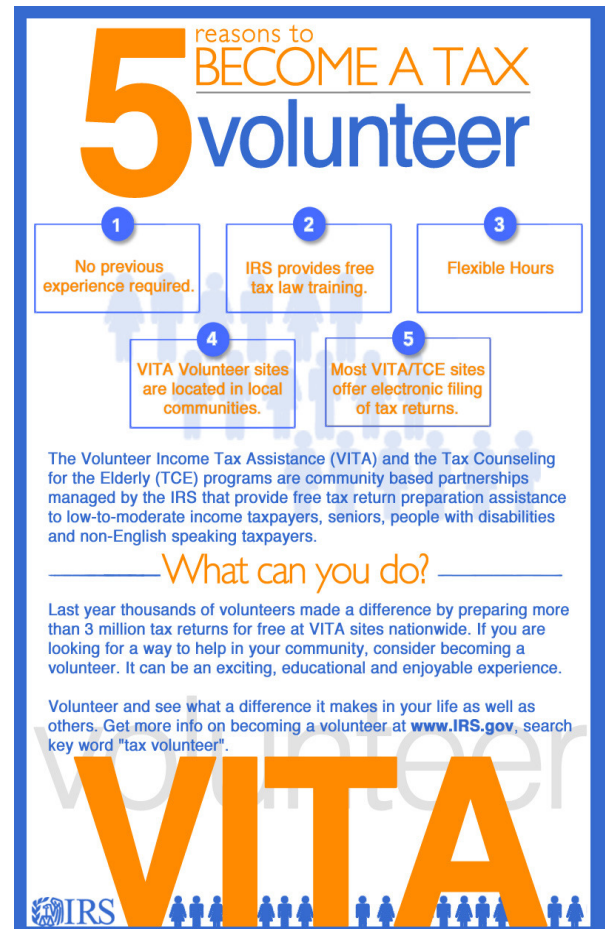 5
reasons to
BECOME A TAX
volunteer
1
No previous
experience required.
2
IRS provides free
tax law training.
3
Flexible Hours
4
VITA Volunteer sites
are located in local
communities.
5
Most VITA/TCE sites
offer electronic filing
of tax returns.
The Volunteer Income Tax Assistance (VITA) and the Tax Counseling
for the Elderly (TCE) programs are community based partnerships
managed by the IRS that provide free tax return preparation assistance
to low-to-moderate income taxpayers, seniors, people with disabilities
and non-English speaking taxpayers.
What can you do?
Last year thousands of volunteers made a difference by preparing more
than 3 million tax returns for free at VITA sites nationwide. If you are
looking for a way to help in your community, consider becoming a
volunteer. It can be an exciting, educational and enjoyable experience.
Volunteer and see what a difference it makes in your life as well as
others. Get more info on becoming a volunteer at www.IRS.gov, search
key word "tax volunteer".
volunteer
VITA
IRS